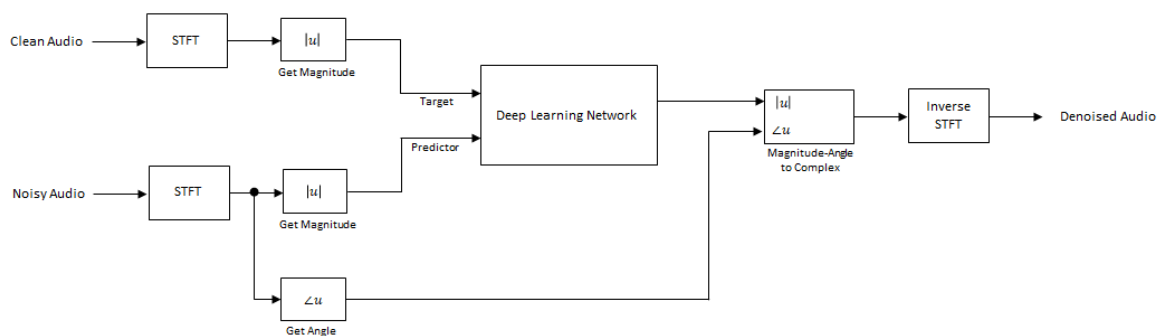 Clean Audio
STFT
|u|
Get Magnitude
Target
Predictor
Deep Learning Network
|u|
∠u
Magnitude-Angle
to Complex
Inverse
STFT
Denoised Audio
Noisy Audio
STFT
|u|
Get Magnitude
∠u
Get Angle